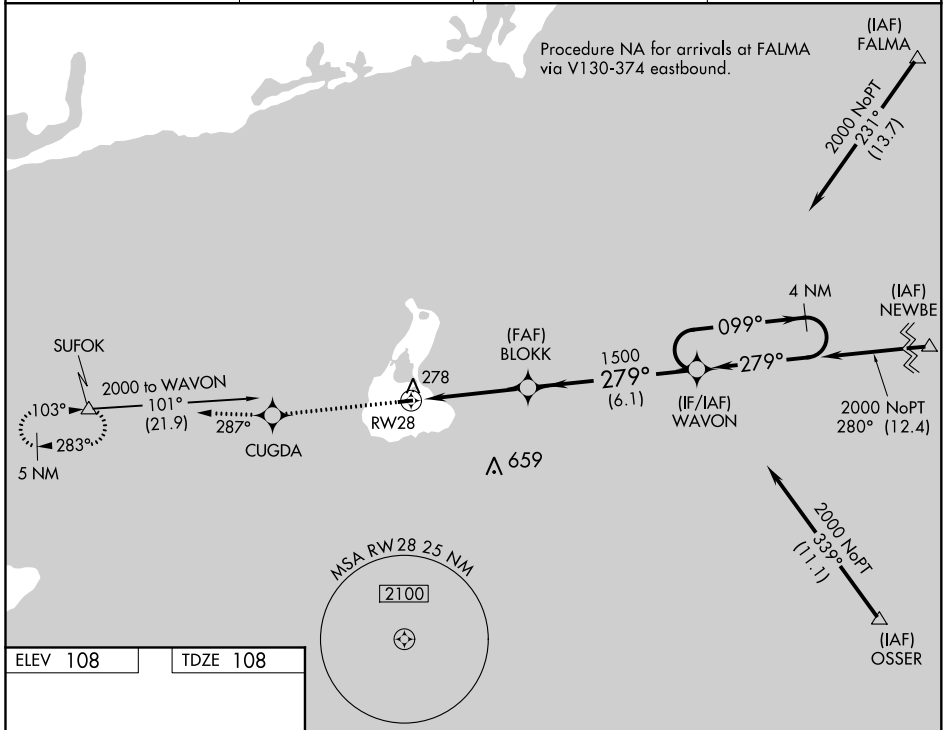 Procedure NA for arrivals at FALMA
via V130-374 eastbound.
(IAF)
FALMA
2000 NoPT
231°
(13.7)
4 NM
(IAF)
NEWBE
099°
279°
2000 NoPT
280° (12.4)
(IF/IAF)
WAVON
1500
279°
(6.1)
(FAF)
BLOKK
278
RW28
659
SUFOK
2000 to WAVON
101°
(21.9)
103°
283°
5 NM
287°
CUGDA
2000 NoPT
339°
(11.1)
(IAF)
OSSER
MSA RW28 25 NM
2100
ELEV 108
TDZE 108